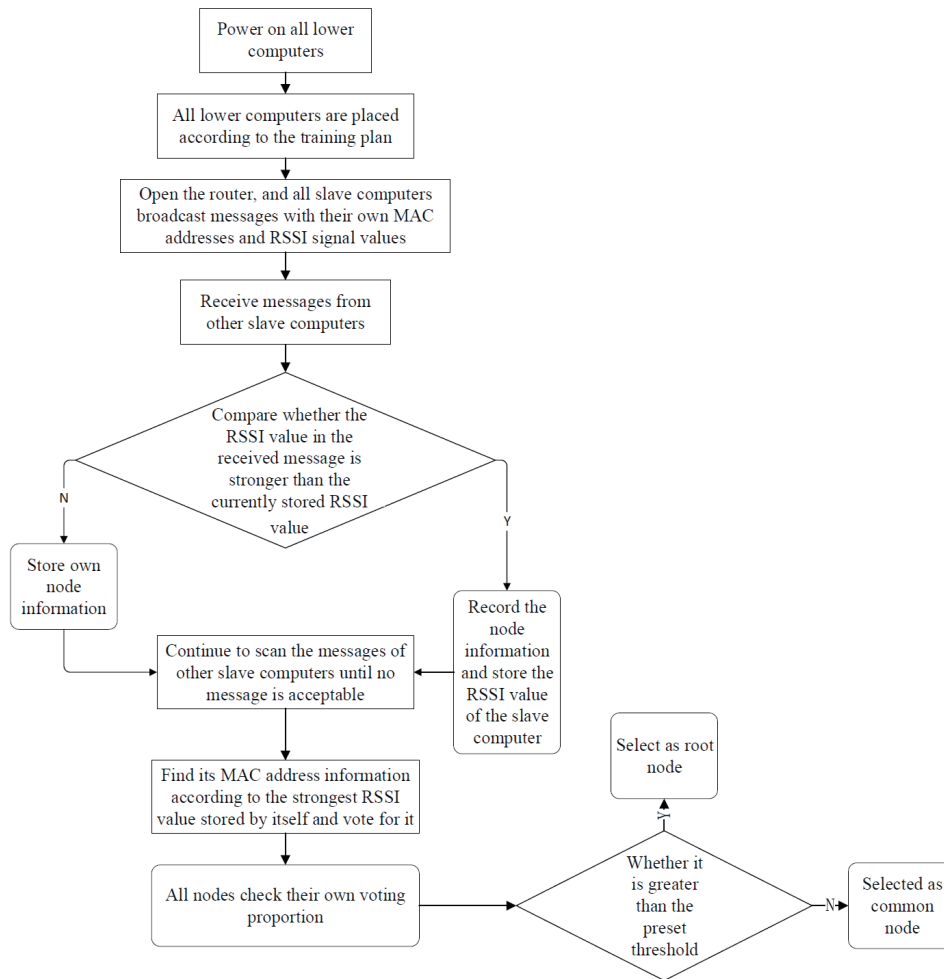 Power on all lower
computers
All lower computers are placed
according to the training plan
Open the router, and all slave computers
broadcast messages with their own MAC
addresses and RSSI signal values
Receive messages from
other slave computers
Compare whether the
RSSI value in the
received message is
stronger than the
currently stored RSSI
value
N
Y
Store own
node
information
Record the
node
information
and store the
RSSI value
of the slave
computer
Continue to scan the messages of
other slave computers until no
message is acceptable
Find its MAC address information
according to the strongest RSSI
value stored by itself and vote for it
All nodes check their own voting
proportion
Whether it
is greater
than the
preset
threshold
Y
Select as root
node
N
Selected as
common
node